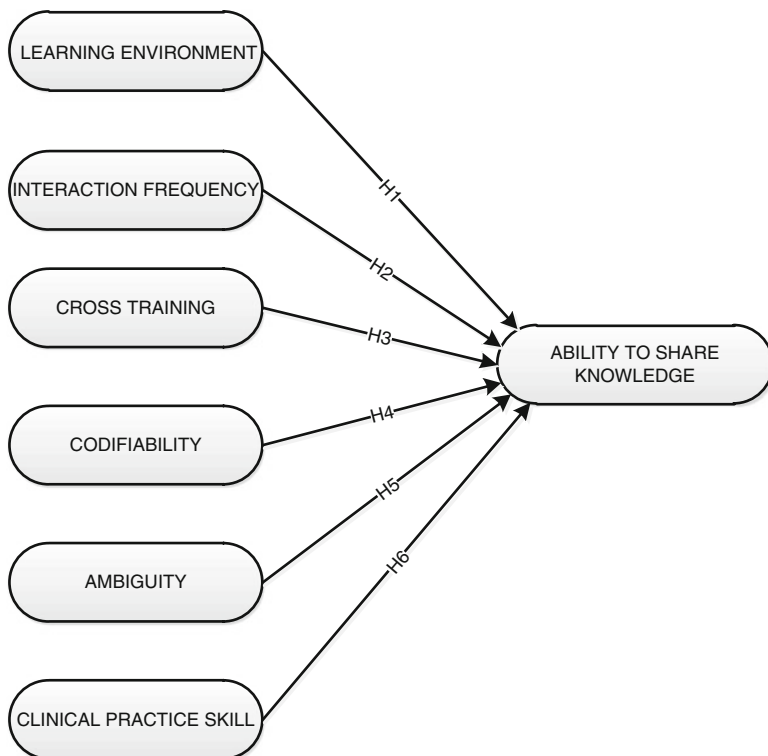 LEARNING ENVIRONMENT
H1
INTERACTION FREQUENCY
H2
CROSS TRAINING
H3
ABILITY TO SHARE
KNOWLEDGE
CODIFIABILITY
H4
AMBIGUITY
H5
CLINICAL PRACTICE SKILL
H6